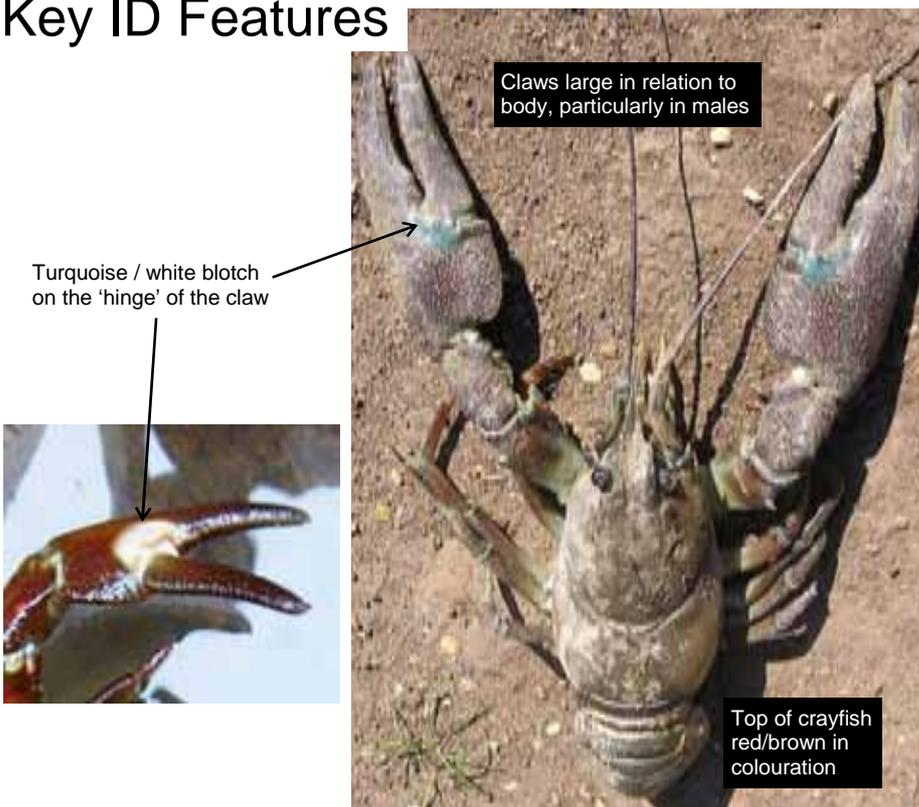 Key ID Features
Claws large in relation to
body, particularly in males
Turquoise / white blotch
on the ‘hinge’ of the claw
Top of crayfish
red/brown in
colouration